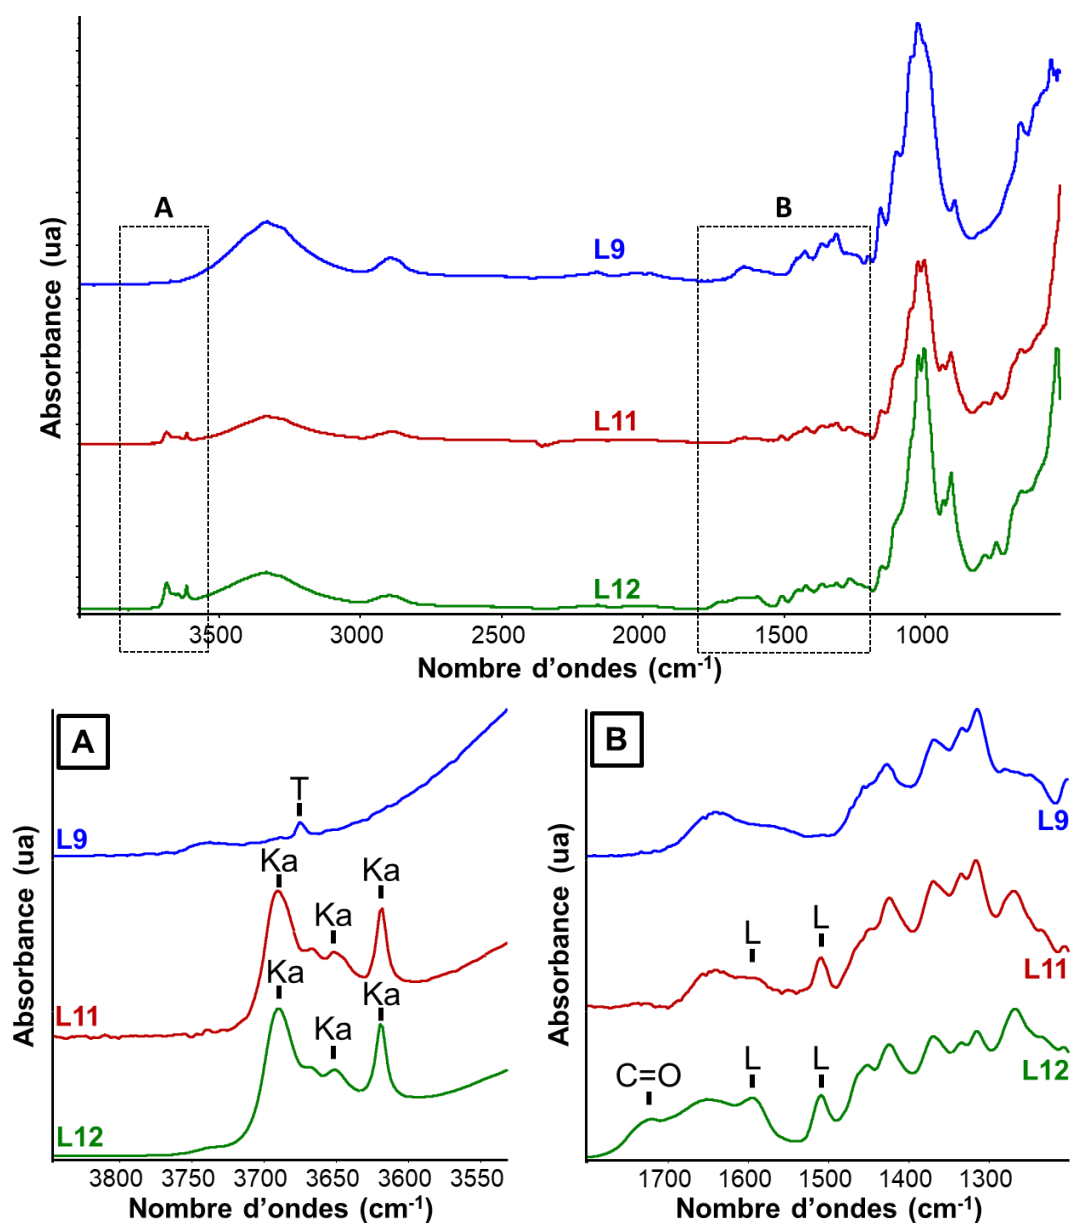 Absorbance (ua)
A
B
L9
L11
L12
3500 3000 2500 2000 1500 1000
Nombre d’ondes (cm-1)
A
Absorbance (ua)
T
L9
Ka
Ka
Ka
L11
Ka
Ka
Ka
L12
3800 3750 3700 3650 3600 3550
Nombre d’ondes (cm-1)
B
Absorbance (ua)
L9
L
L
L11
C=O
L
L
L12
1700 1600 1500 1400 1300
Nombre d’ondes (cm-1)